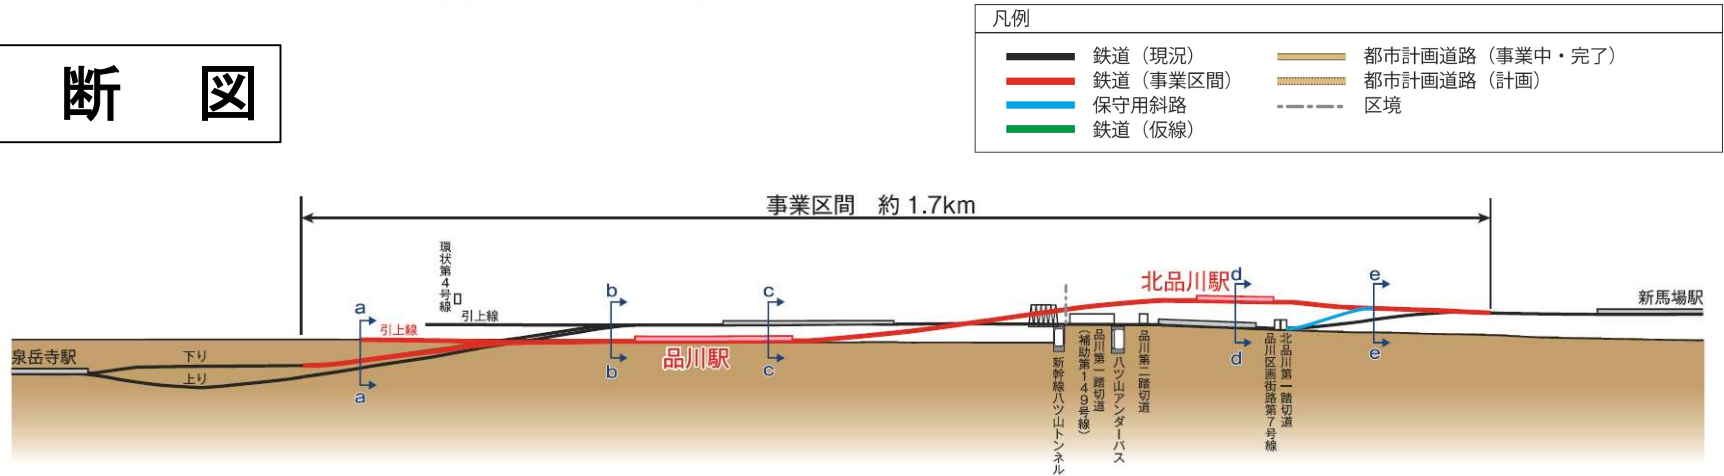 断 図
凡例
鉄道（現況）
鉄道（事業区間）
保守用斜路
鉄道（仮線）
都市計画道路（事業中・完了）
都市計画道路（計画）
区境
事業区間 約 1.7km
環状第4号線
引上線
引上線
泉岳寺駅
下り
上り
a
a
b
b
品川駅
c
c
新幹線八ツ山トンネル
品川第一踏切道
（補助第149号線）
八ツ山アンダーパス
品川第二踏切道
北品川駅
d
d
北品川第一踏切道
品川区画街路第7号線
e
e
新馬場駅